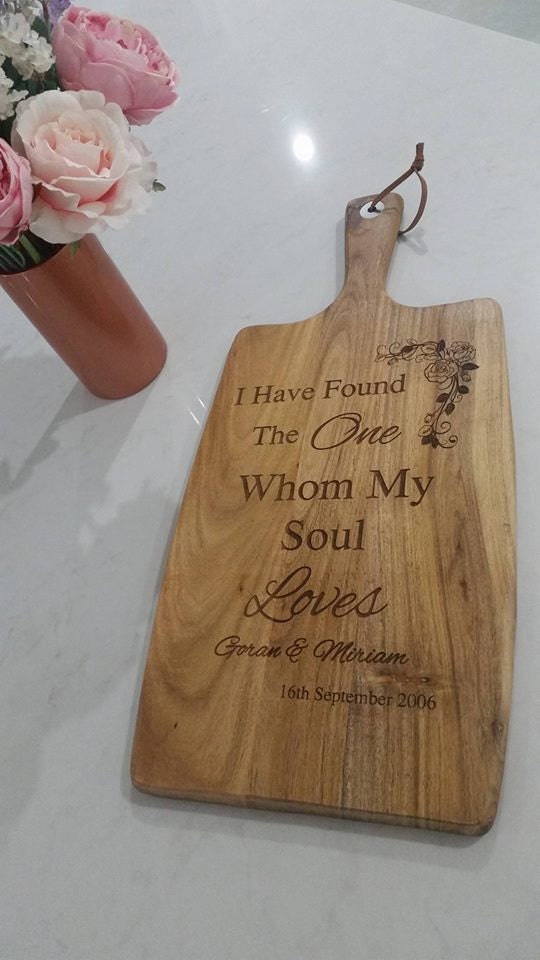 I Have Found
The One
Whom My
Soul
Loves
Goran & Miriam
16th September 2006